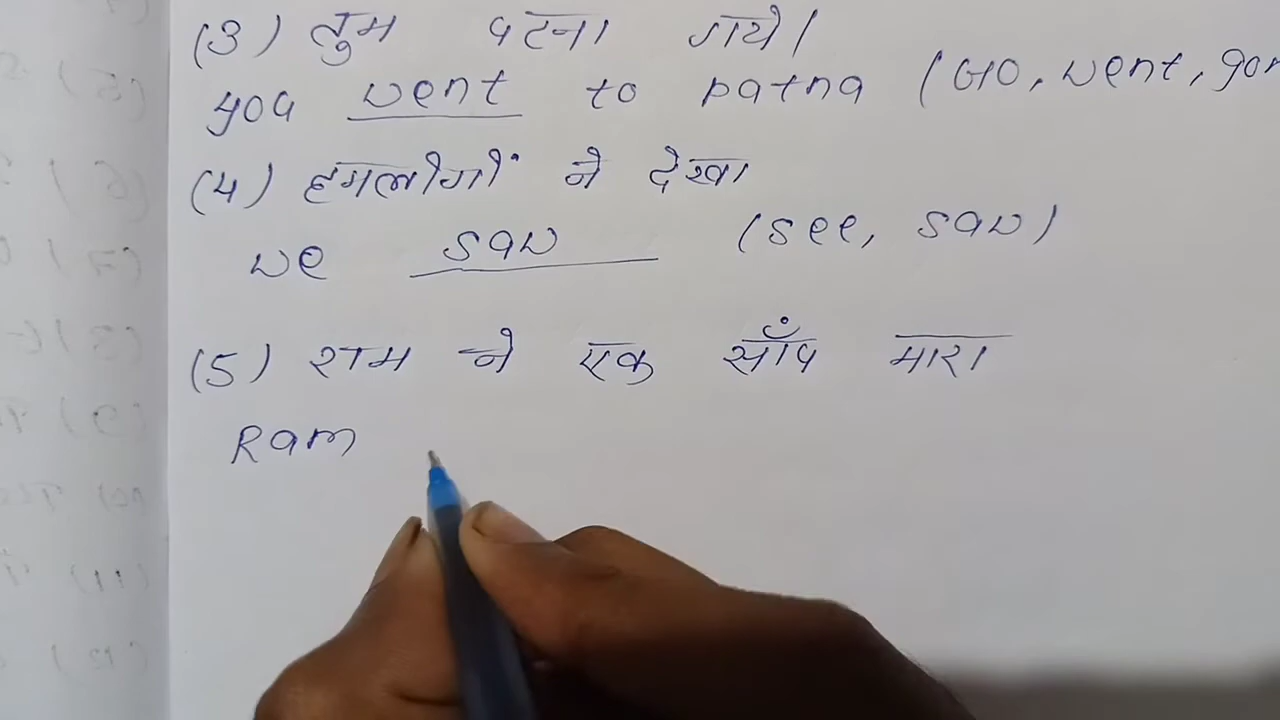 (3) तुम पटना गये।
you went to patna (Go, went, gon
(4) हमलोगों ने देखा
we saw (see, saw)
(5) राम ने एक साँप मारा
Ram